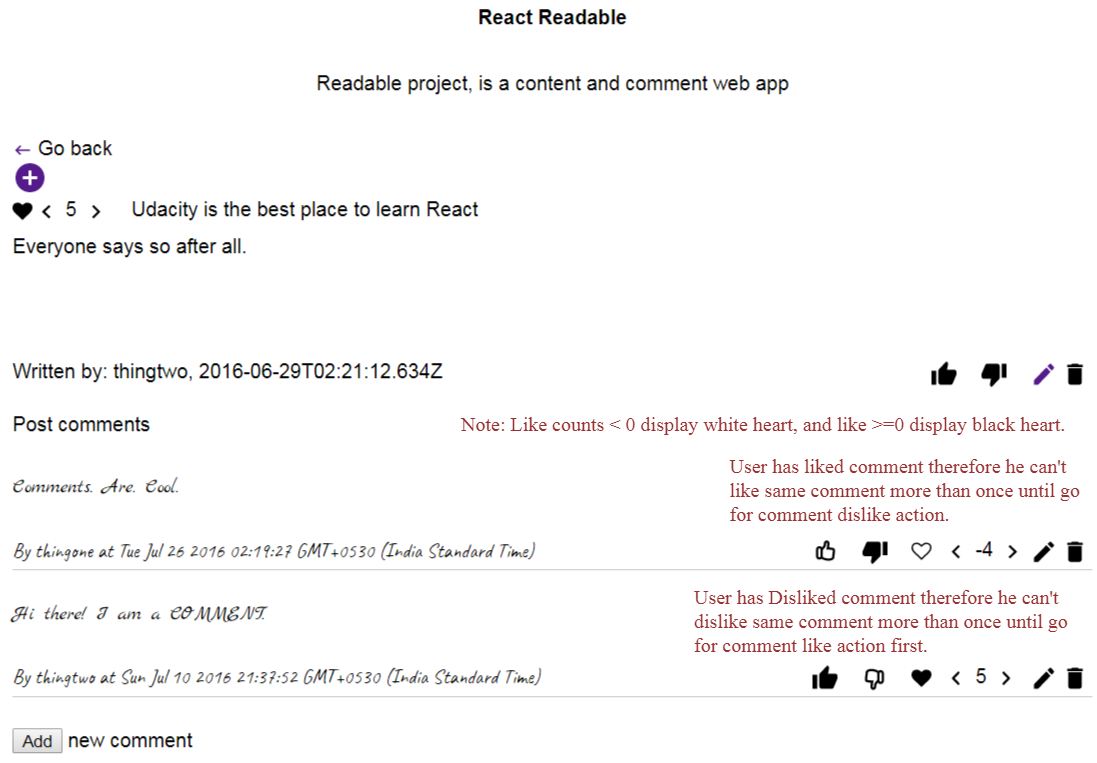 React Readable
Readable project, is a content and comment web app
← Go back
5 Udacity is the best place to learn React
Everyone says so after all.
Written by: thingtwo, 2016-06-29T02:21:12.634Z
Post comments
Note: Like counts < 0 display white heart, and like >=0 display black heart.
User has liked comment therefore he can't
like same comment more than once until go
for comment dislike action.
Comments. Are. Cool.
By thingone at Tue Jul 26 2016 02:19:27 GMT+0530 (India Standard Time)
-4
User has Disliked comment therefore he can't
dislike same comment more than once until go
for comment like action first.
Hi there! I am a COMMENT.
By thingtwo at Sun Jul 10 2016 21:37:52 GMT+0530 (India Standard Time)
5
Add new comment